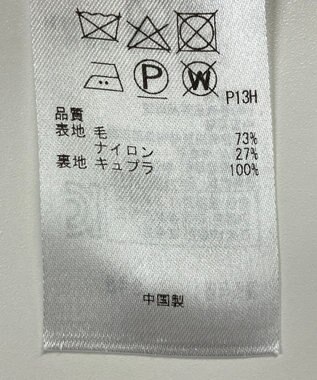 P W P13H
品質
表地 毛 73%
ナイロン 27%
裏地 キュプラ 100%
中国製